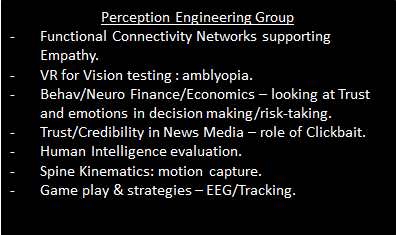 Perception Engineering Group
- Functional Connectivity Networks supporting
Empathy.
- VR for Vision testing : amblyopia.
- Behav/Neuro Finance/Economics – looking at Trust
and emotions in decision making/risk-taking.
- Trust/Credibility in News Media – role of Clickbait.
- Human Intelligence evaluation.
- Spine Kinematics: motion capture.
- Game play & strategies – EEG/Tracking.